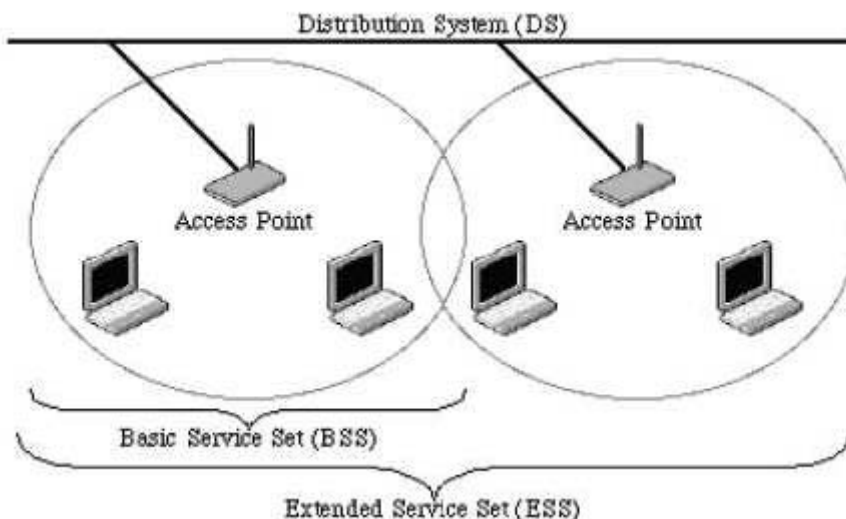 Distribution System (DS)
Access Point
Access Point
Basic Service Set (BSS)
Extended Service Set (ESS)